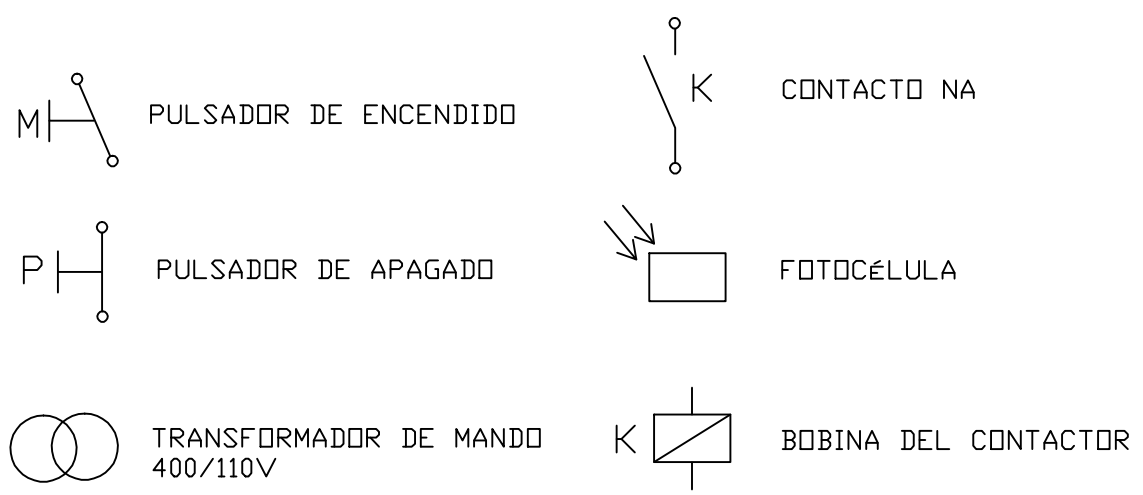 M PULSADOR DE ENCENDIDO
K CONTACTO NA
P PULSADOR DE APAGADO
FOTOCÉLULA
TRANSFORMADOR DE MANDO
400/110V
K BOBINA DEL CONTACTOR